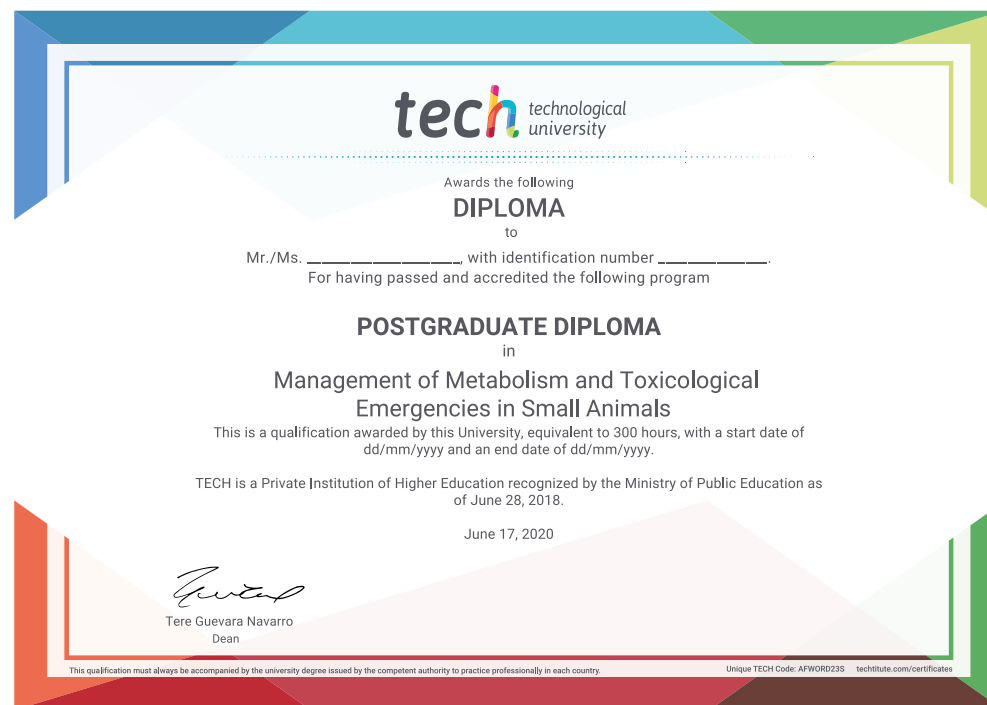 tech technological
university
Awards the following
DIPLOMA
to
Mr./Ms. ____________________, with identification number ______________.
For having passed and accredited the following program
POSTGRADUATE DIPLOMA
in
Management of Metabolism and Toxicological
Emergencies in Small Animals
This is a qualification awarded by this University, equivalent to 300 hours, with a start date of
dd/mm/yyyy and an end date of dd/mm/yyyy.
TECH is a Private Institution of Higher Education recognized by the Ministry of Public Education as
of June 28, 2018.
June 17, 2020
Tere Guevara Navarro
Dean
This qualification must always be accompanied by the university degree issued by the competent authority to practice professionally in each country.
Unique TECH Code: AFWORD23S techtitute.com/certificates